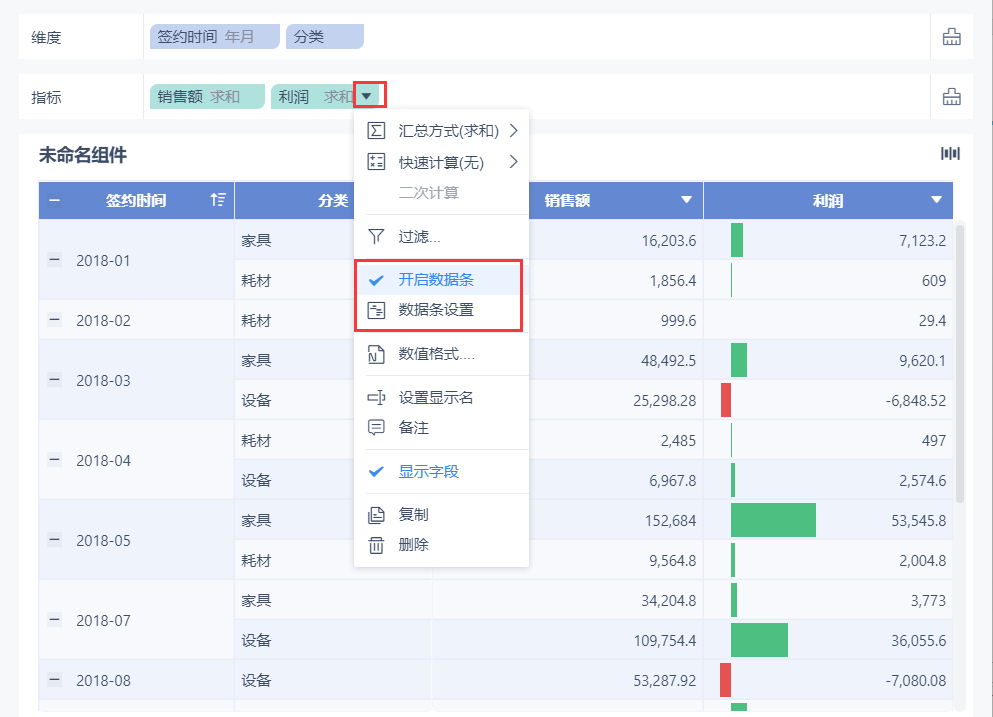 维度 签约时间 年月 分类
指标 销售额 求和 利润 求和
未命名组件
汇总方式(求和)
快速计算(无)
二次计算
过滤...
开启数据条
数据条设置
数值格式....
设置显示名
备注
显示字段
复制
删除
签约时间 分类 销售额 利润
2018-01 家具 16,203.6 7,123.2
耗材 1,856.4 609
2018-02 耗材 999.6 29.4
2018-03 家具 48,492.5 9,620.1
设备 25,298.28 -6,848.52
2018-04 耗材 2,485 497
设备 6,967.8 2,574.6
2018-05 家具 152,684 53,545.8
耗材 9,564.8 2,004.8
2018-07 家具 34,204.8 3,773
设备 109,754.4 36,055.6
2018-08 设备 53,287.92 -7,080.08